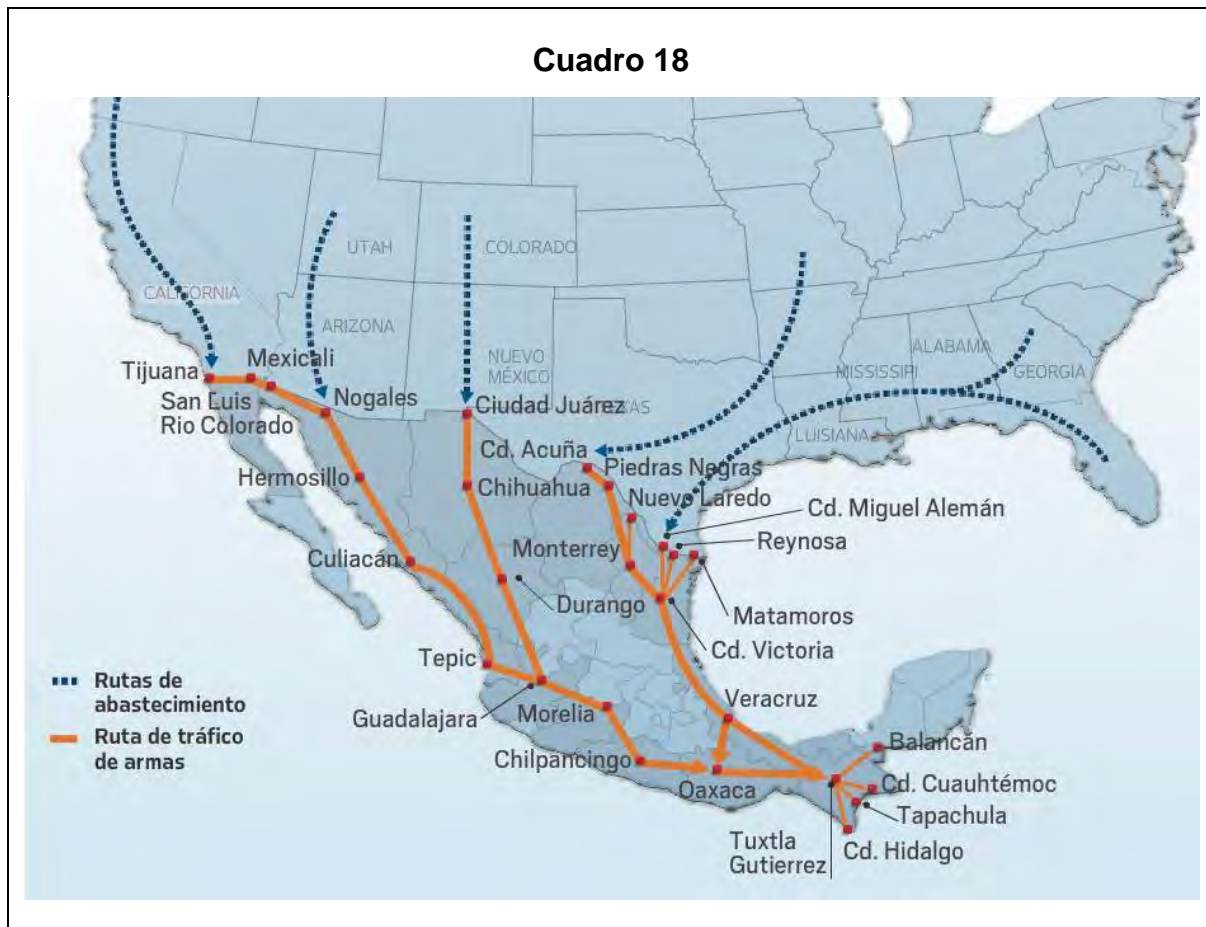 Cuadro 18
UTAH
COLORADO
CALIFORNIA
ARIZONA
NUEVO
MÉXICO
ALABAMA
MISSISSIPI
GEORGIA
LUISIANA
Tijuana
Mexicali
San Luis
Rio Colorado
Nogales
Ciudad Juárez
Cd. Acuña
Piedras Negras
Hermosillo
Chihuahua
Nuevo Laredo
Cd. Miguel Alemán
Reynosa
Culiacán
Monterrey
Durango
Matamoros
Cd. Victoria
Tepic
Guadalajara
Morelia
Veracruz
Chilpancingo
Oaxaca
Balancán
Cd. Cuauhtémoc
Tapachula
Tuxtla
Gutierrez
Cd. Hidalgo
Rutas de
abastecimiento
Ruta de tráfico
de armas